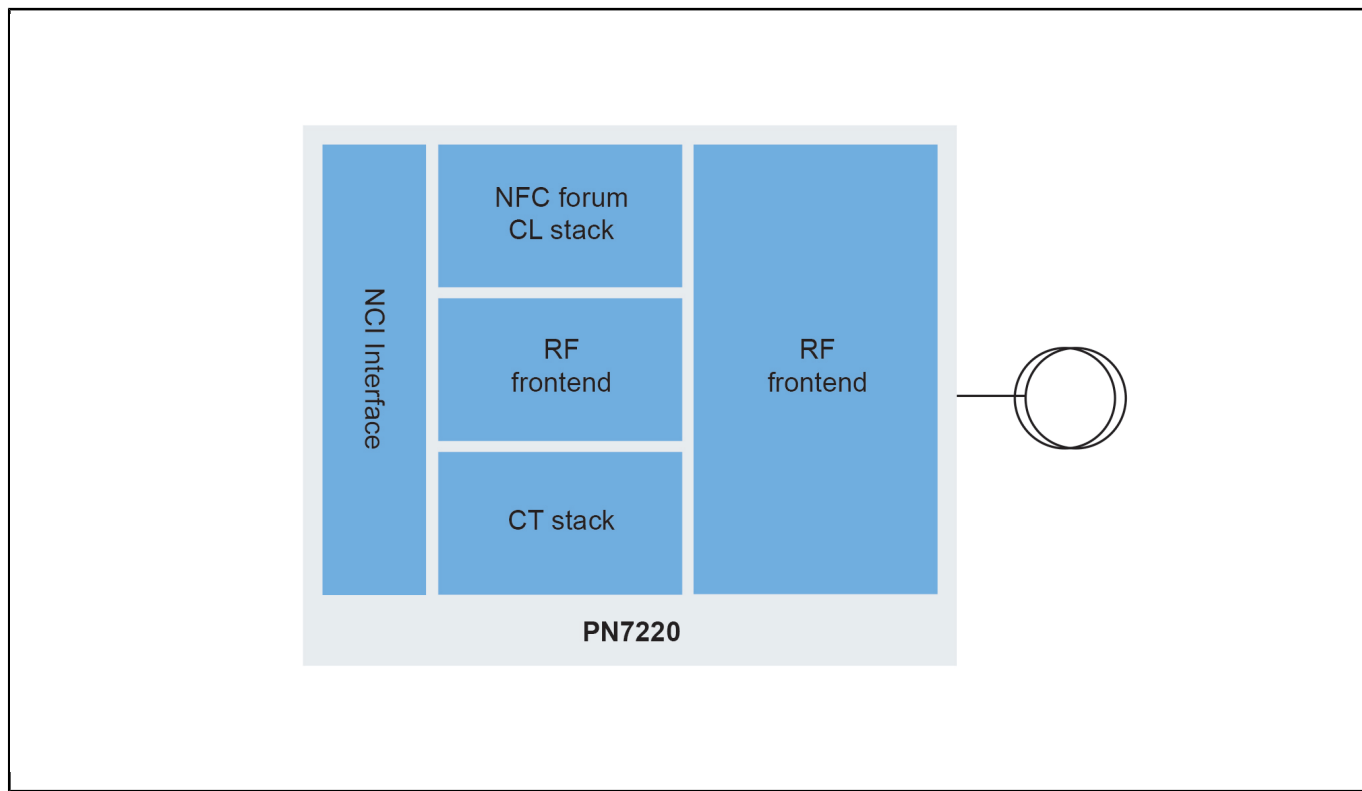 NCI Interface
NFC forum
CL stack
RF
frontend
CT stack
RF
frontend
PN7220